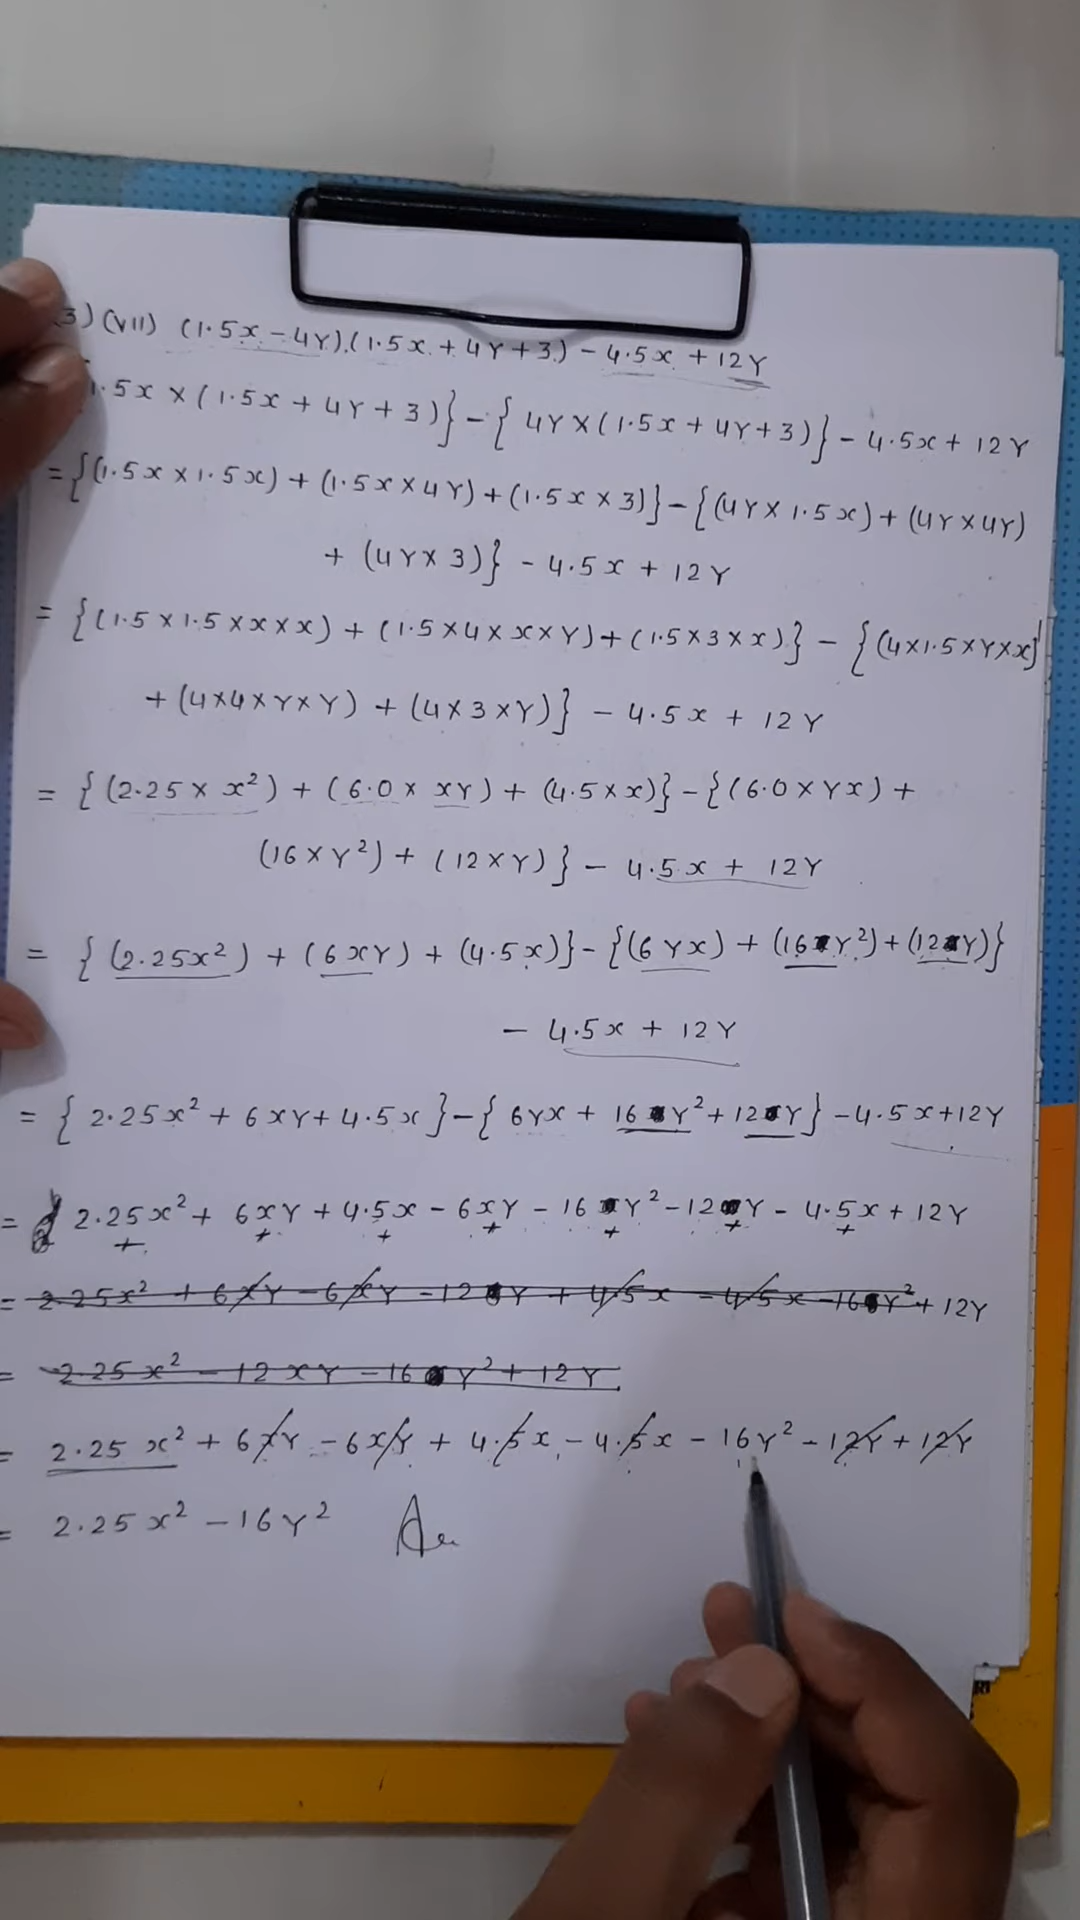 3) (VII) (1.5x - 4Y).(1.5x + 4Y + 3) - 4.5x + 12Y
1.5x × (1.5x + 4Y + 3)} - { 4Y × (1.5x + 4Y + 3)} - 4.5x + 12Y
= {(1.5x × 1.5x) + (1.5x × 4Y) + (1.5x × 3)} - {(4Y × 1.5x) + (4Y × 4Y)
+ (4Y × 3)} - 4.5x + 12Y
= {(1.5 × 1.5 × x × x) + (1.5 × 4 × x × Y) + (1.5 × 3 × x)} - {(4 × 1.5 × Y × x)
+ (4 × 4 × Y × Y) + (4 × 3 × Y)} - 4.5x + 12Y
= {(2.25 × x²) + (6.0 × xY) + (4.5 × x)} - {(6.0 × Yx) +
(16 × Y²) + (12 × Y)} - 4.5x + 12Y
= {(2.25x²) + (6xY) + (4.5x)} - {(6Yx) + (16Y²) + (12Y)}
- 4.5x + 12Y
= {2.25x² + 6xY + 4.5x} - {6Yx + 16Y² + 12Y} - 4.5x + 12Y
= 2.25x² + 6xY + 4.5x - 6xY - 16Y² - 12Y - 4.5x + 12Y
= 2.25x² + 6xY - 6xY - 12Y + 4.5x - 4.5x - 16Y² + 12Y
= 2.25x² - 12xY - 16Y² + 12Y
= 2.25x² + 6xY - 6xY + 4.5x - 4.5x - 16Y² - 12Y + 12Y
= 2.25x² - 16Y²